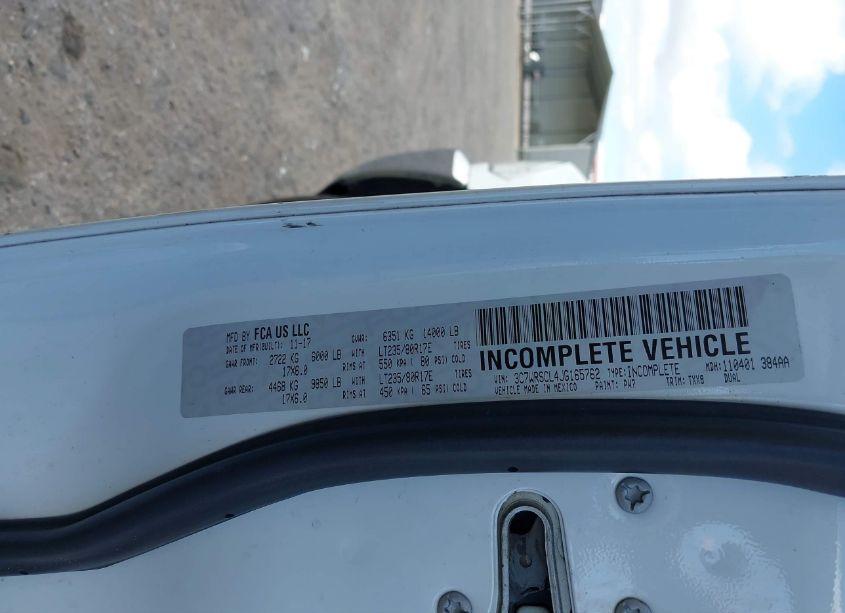 MFD BY FCA US LLC
DATE OF MFR(BUILT): 11-17 GVWR: 6351 KG 14000 LB
GAWR FRONT: 2722 KG 6000 LB WITH LT235/80R17E TIRES
17X6.0 RIMS AT 550 KPA ( 80 PSI) COLD
GAWR REAR: 4468 KG 9850 LB WITH LT235/80R17E TIRES
17X6.0 RIMS AT 450 KPA ( 65 PSI) COLD
INCOMPLETE VEHICLE
VIN: 3C7WRSCL4JG165762 TYPE:INCOMPLETE MDH:110401 384AA
VEHICLE MADE IN MEXICO PAINT: PW7 TRIM: TXX8 DUAL